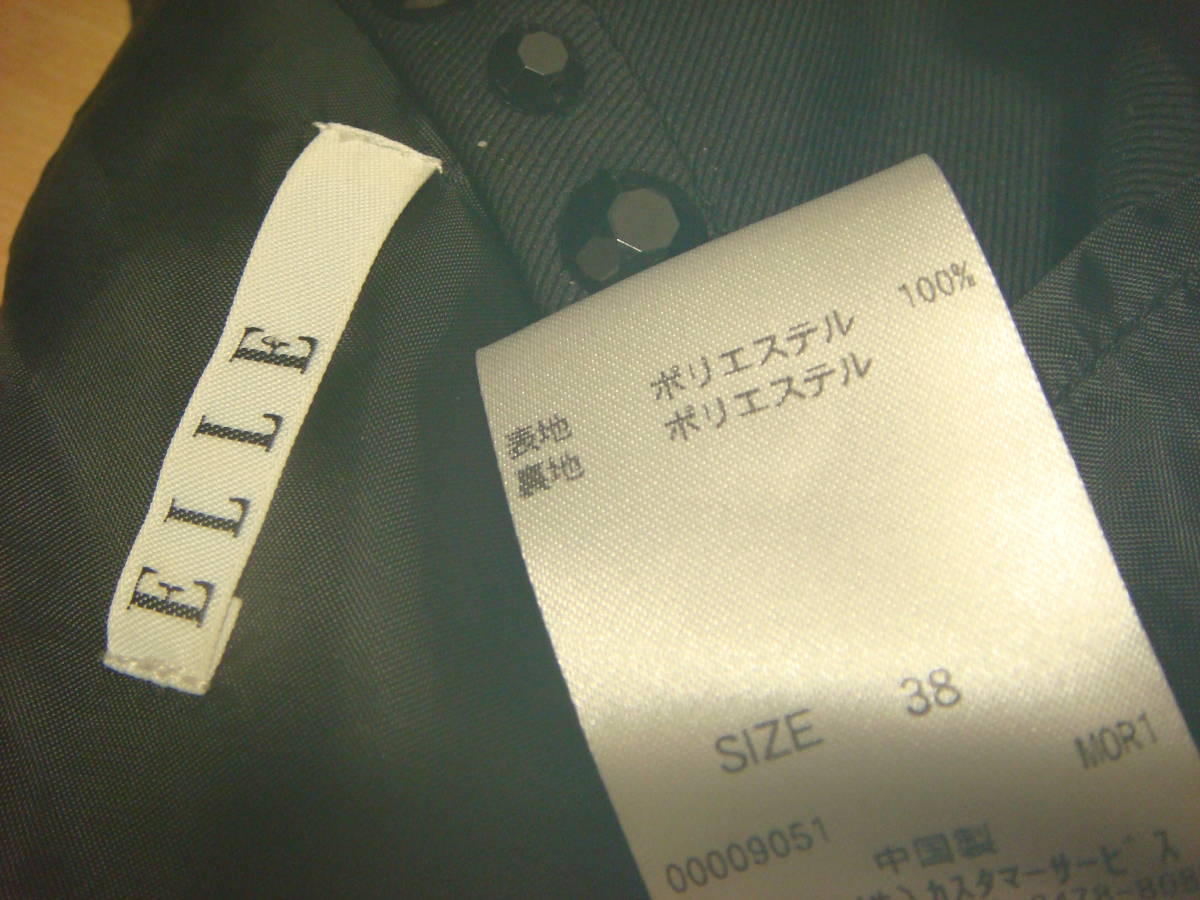 ELLE
表地 ポリエステル 100%
裏地 ポリエステル
SIZE 38
MOR1
00009051 中国製
カスタマーサービス